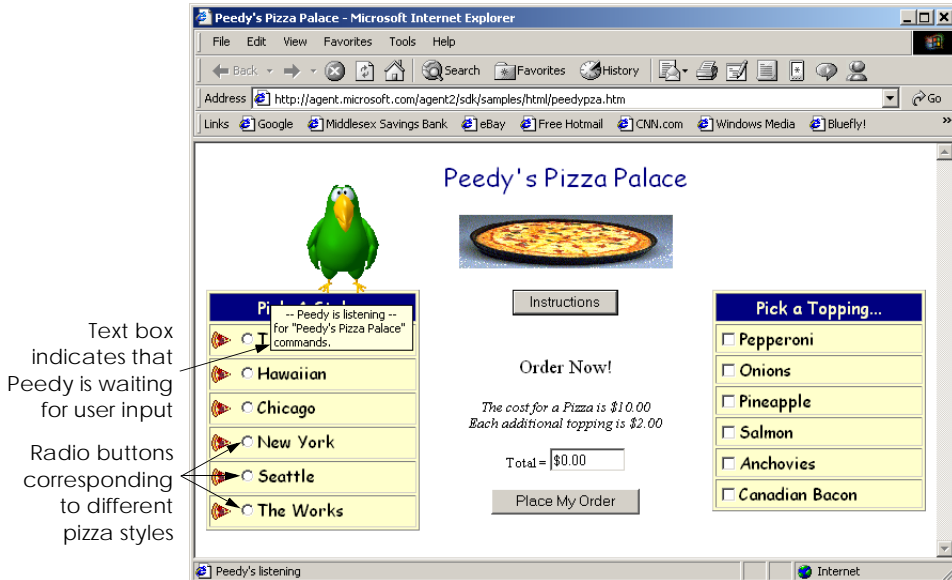 Peedy's Pizza Palace - Microsoft Internet Explorer
File Edit View Favorites Tools Help
Back Search Favorites History
Address http://agent.microsoft.com/agent2/sdk/samples/html/peedypza.htm Go
Links Google Middlesex Savings Bank eBay Free Hotmail CNN.com Windows Media Bluefly! »
Peedy's Pizza Palace
Instructions
-- Peedy is listening --
for "Peedy's Pizza Palace"
commands.
Hawaiian
Chicago
New York
Seattle
The Works
Order Now!
The cost for a Pizza is $10.00
Each additional topping is $2.00
Total = $0.00
Place My Order
Pick a Topping...
Pepperoni
Onions
Pineapple
Salmon
Anchovies
Canadian Bacon
Peedy's listening
Internet
Text box
indicates that
Peedy is waiting
for user input
Radio buttons
corresponding
to different
pizza styles